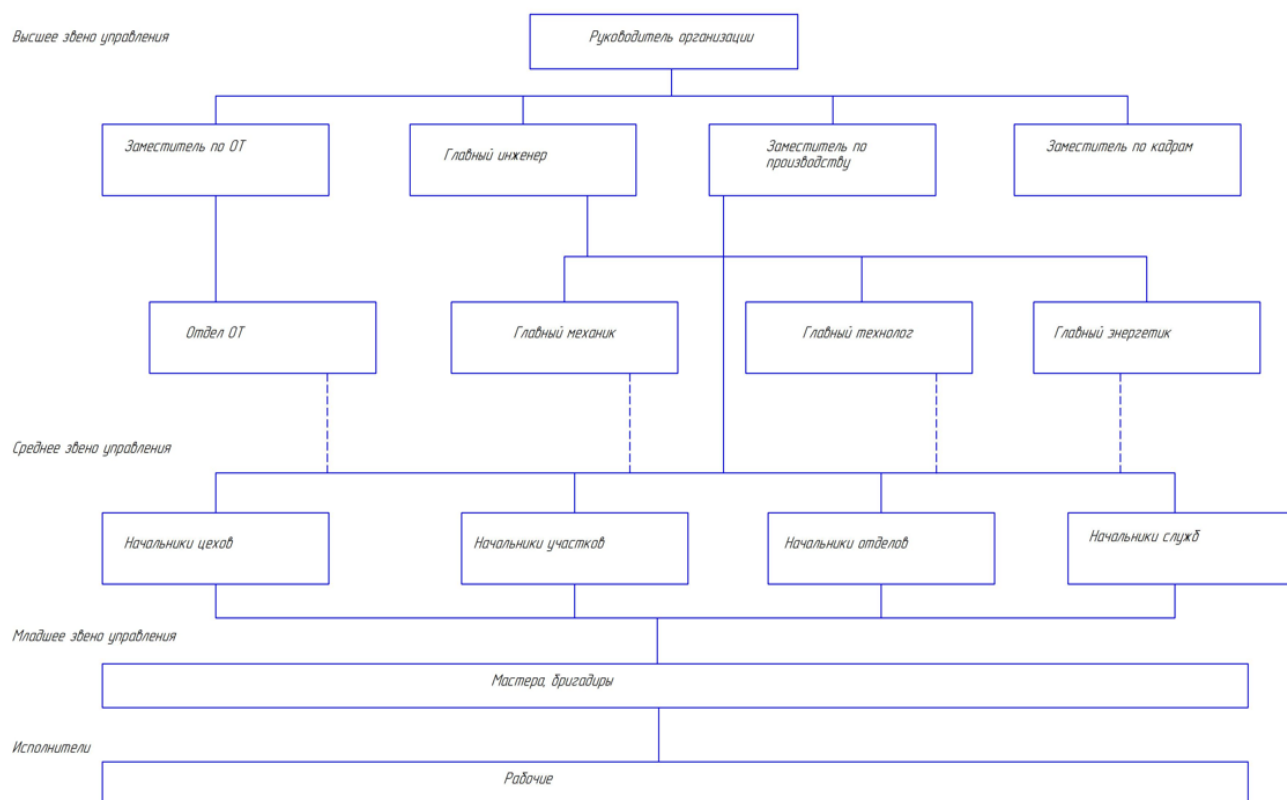 Высшее звено управления
Руководитель организации
Заместитель по ОТ
Главный инженер
Заместитель по
производству
Заместитель по кадрам
Отдел ОТ
Главный механик
Главный технолог
Главный энергетик
Среднее звено управления
Начальники цехов
Начальники участков
Начальники отделов
Начальники служб
Младшее звено управления
Мастера, бригадиры
Исполнители
Рабочие